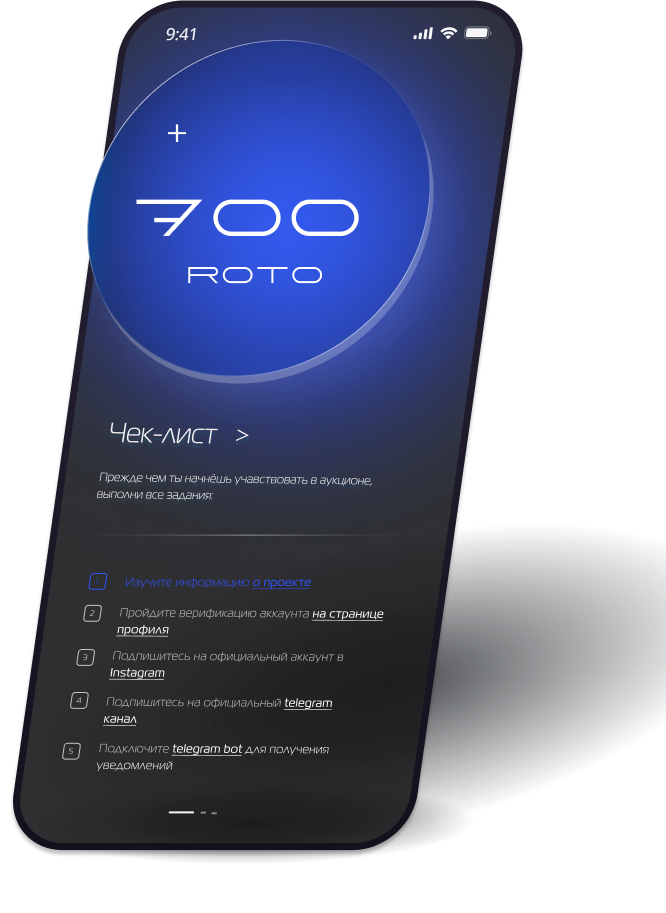 9:41
+
700
ROTO
Чек-лист >
Прежде чем ты начнёшь учавствовать в аукционе,
выполни все задания:
1 Изучите информацию о проекте
2 Пройдите верификацию аккаунта на странице
профиля
3 Подпишитесь на официальный аккаунт в
Instagram
4 Подпишитесь на официальный telegram
канал
5 Подключите telegram bot для получения
уведомлений